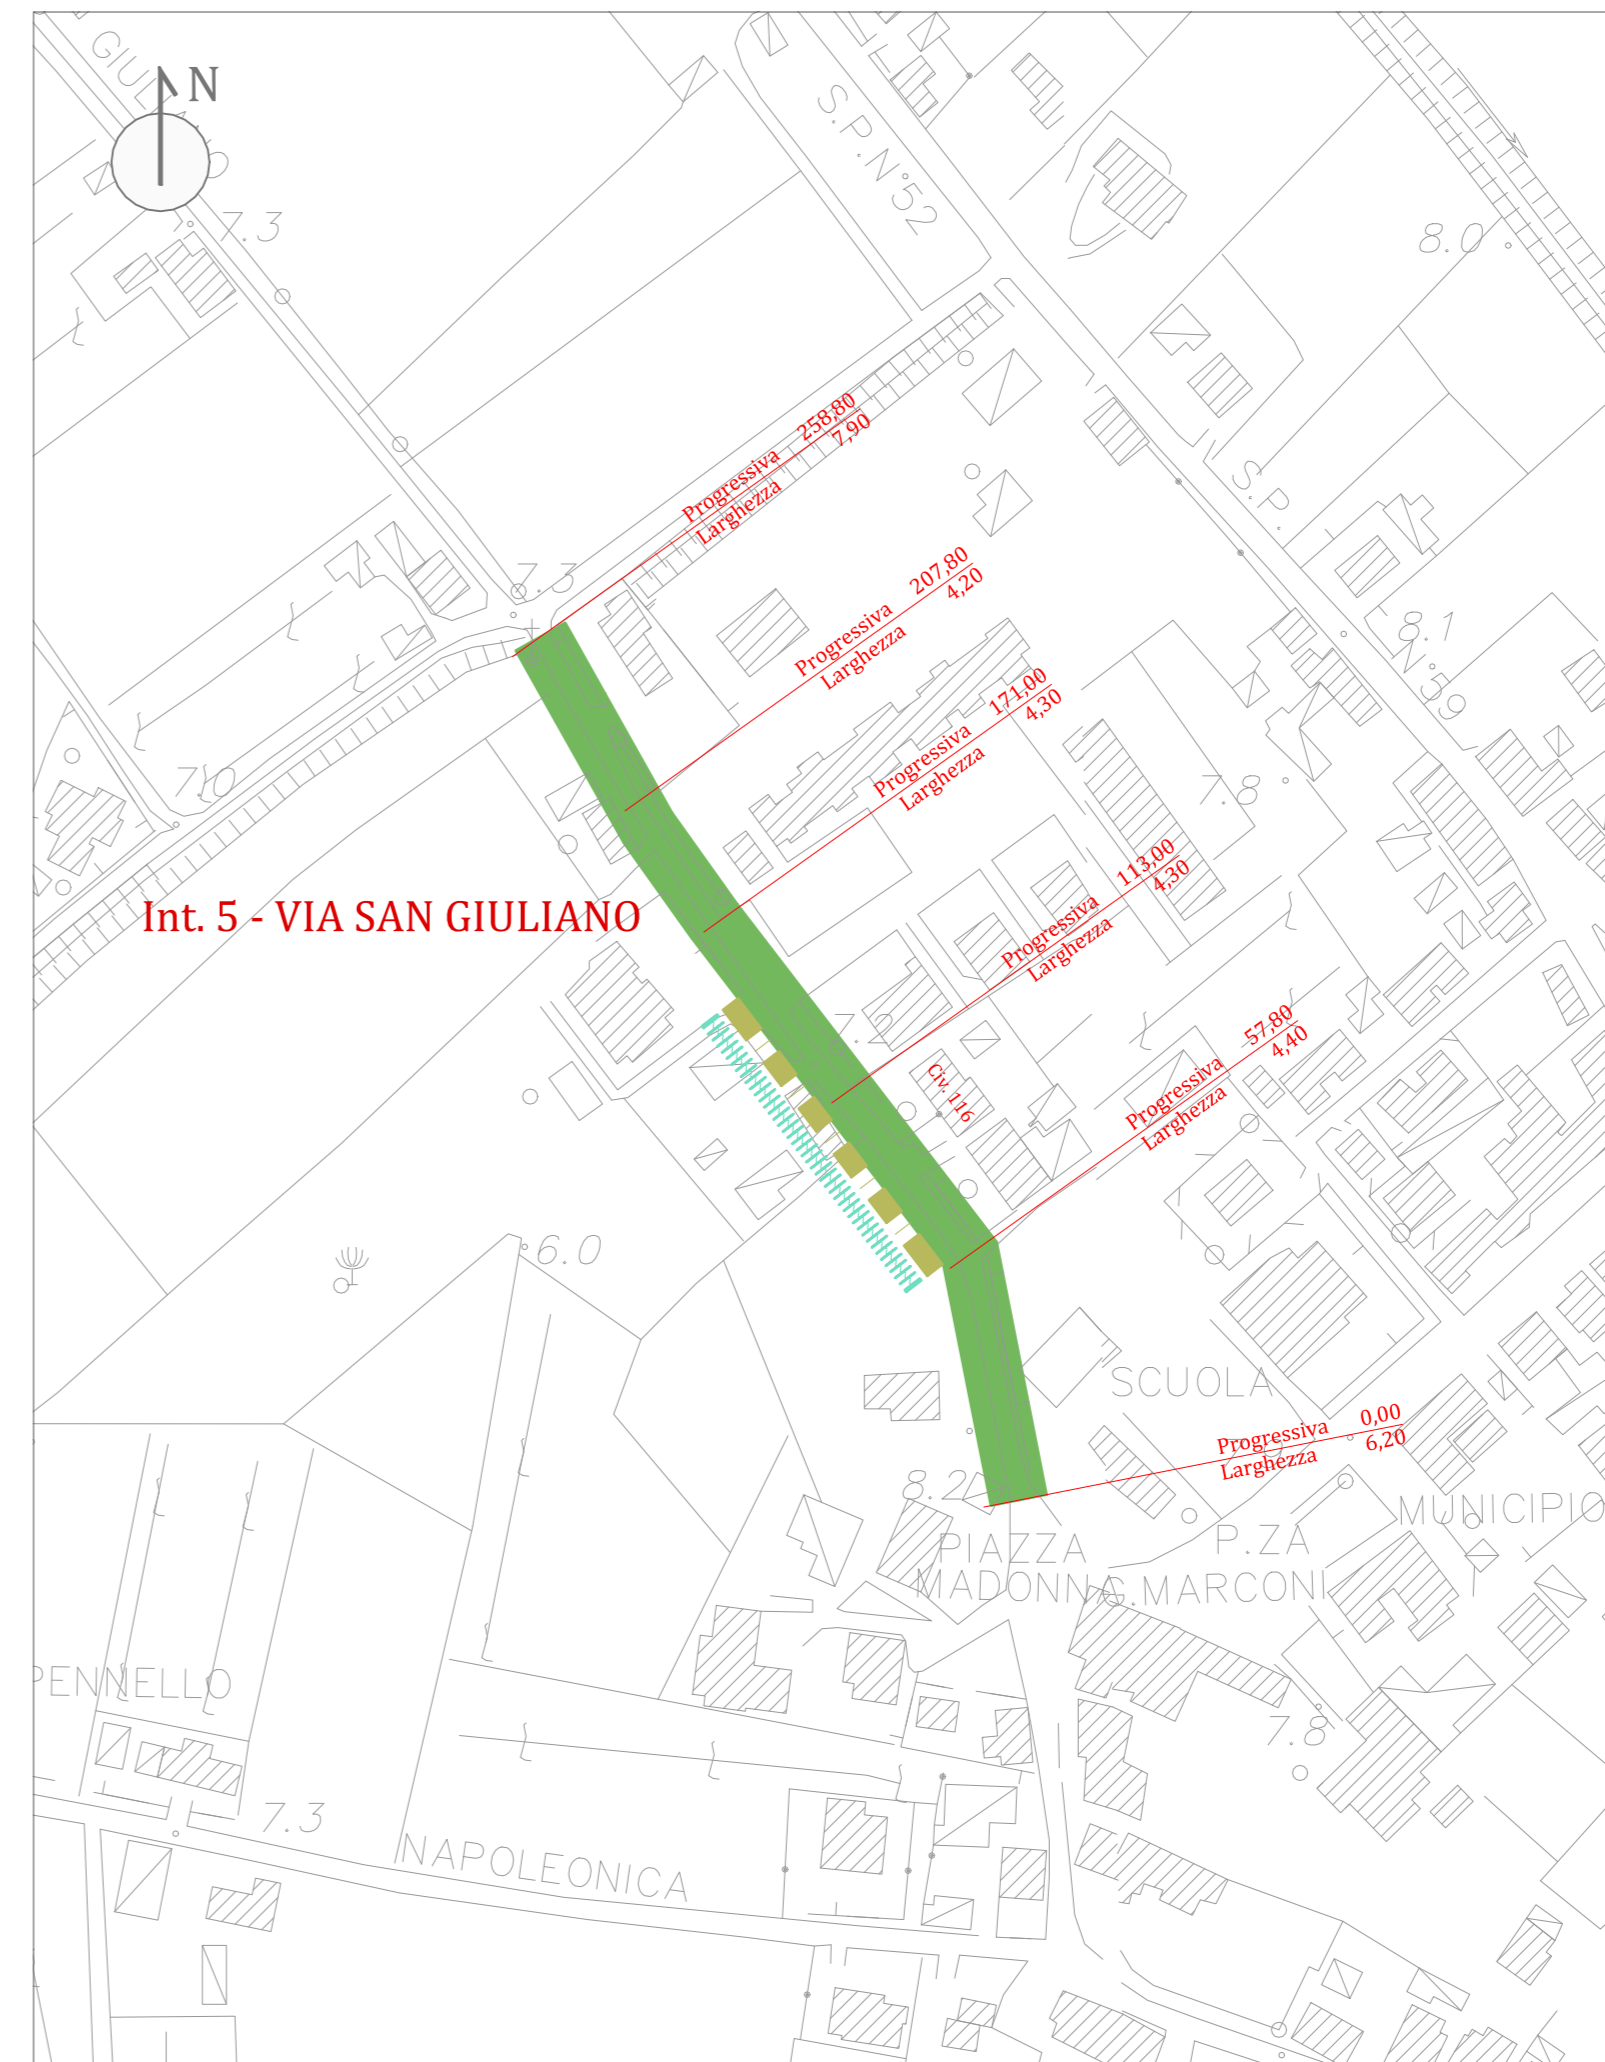 GIULIANO
N
S.P.N°52
7.3
8.0
Progressiva 258,80
Larghezza 7,90
S.P.
7.3
Progressiva 207,80
Larghezza 4,20
8.1
N°59
Progressiva 171,00
Larghezza 4,30
7.0
7.8
Int. 5 - VIA SAN GIULIANO
Progressiva 113,00
Larghezza 4,30
7.2
Civ. 116
Progressiva 57,80
Larghezza 4,40
6.0
SCUOLA
Progressiva 0,00
Larghezza 6,20
8.2
MUNICIPIO
PIAZZA
MADONNA
P.ZA
G.MARCONI
PENNELLO
7.8
7.3
NAPOLEONICA